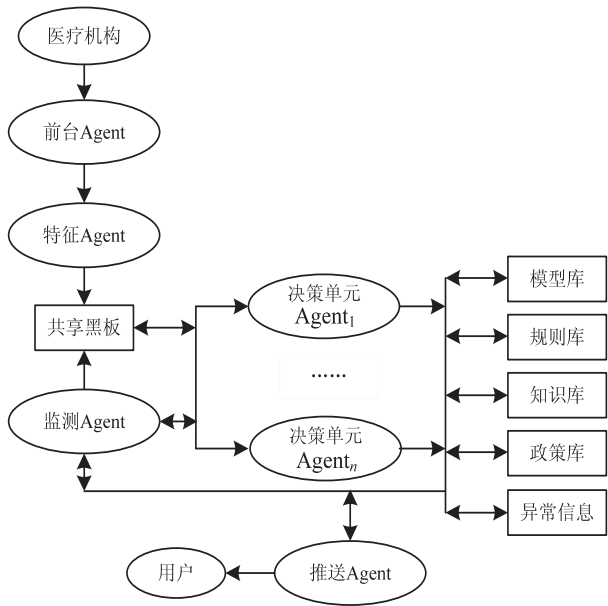 医疗机构
前台Agent
特征Agent
共享黑板
监测Agent
决策单元
Agent₁
······
决策单元
Agentₙ
模型库
规则库
知识库
政策库
异常信息
用户
推送Agent